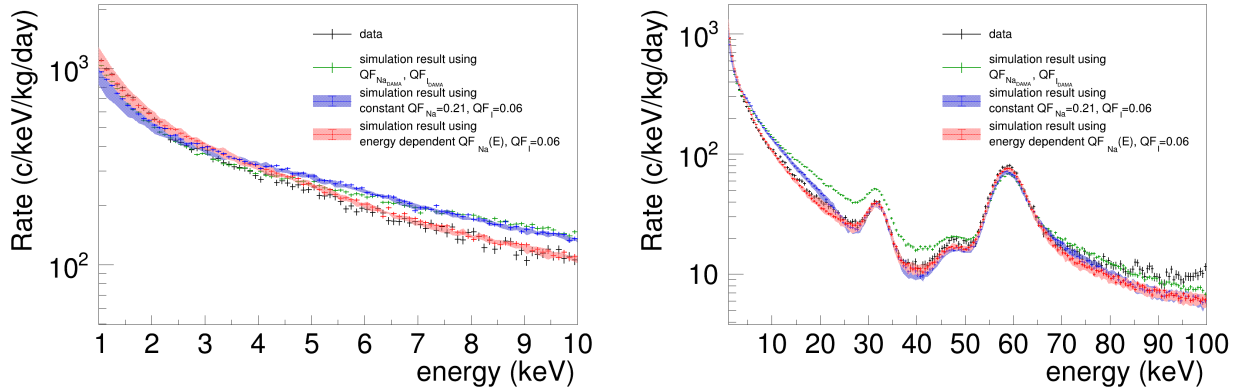 Rate (c/keV/kg/day)
10³
10²
1 2 3 4 5 6 7 8 9 10
energy (keV)
data
simulation result using
QF_Na_DAMA, QF_I_DAMA
simulation result using
constant QF_Na=0.21, QF_I=0.06
simulation result using
energy dependent QF_Na(E), QF_I=0.06
Rate (c/keV/kg/day)
10³
10²
10
10 20 30 40 50 60 70 80 90 100
energy (keV)
data
simulation result using
QF_Na_DAMA, QF_I_DAMA
simulation result using
constant QF_Na=0.21, QF_I=0.06
simulation result using
energy dependent QF_Na(E), QF_I=0.06